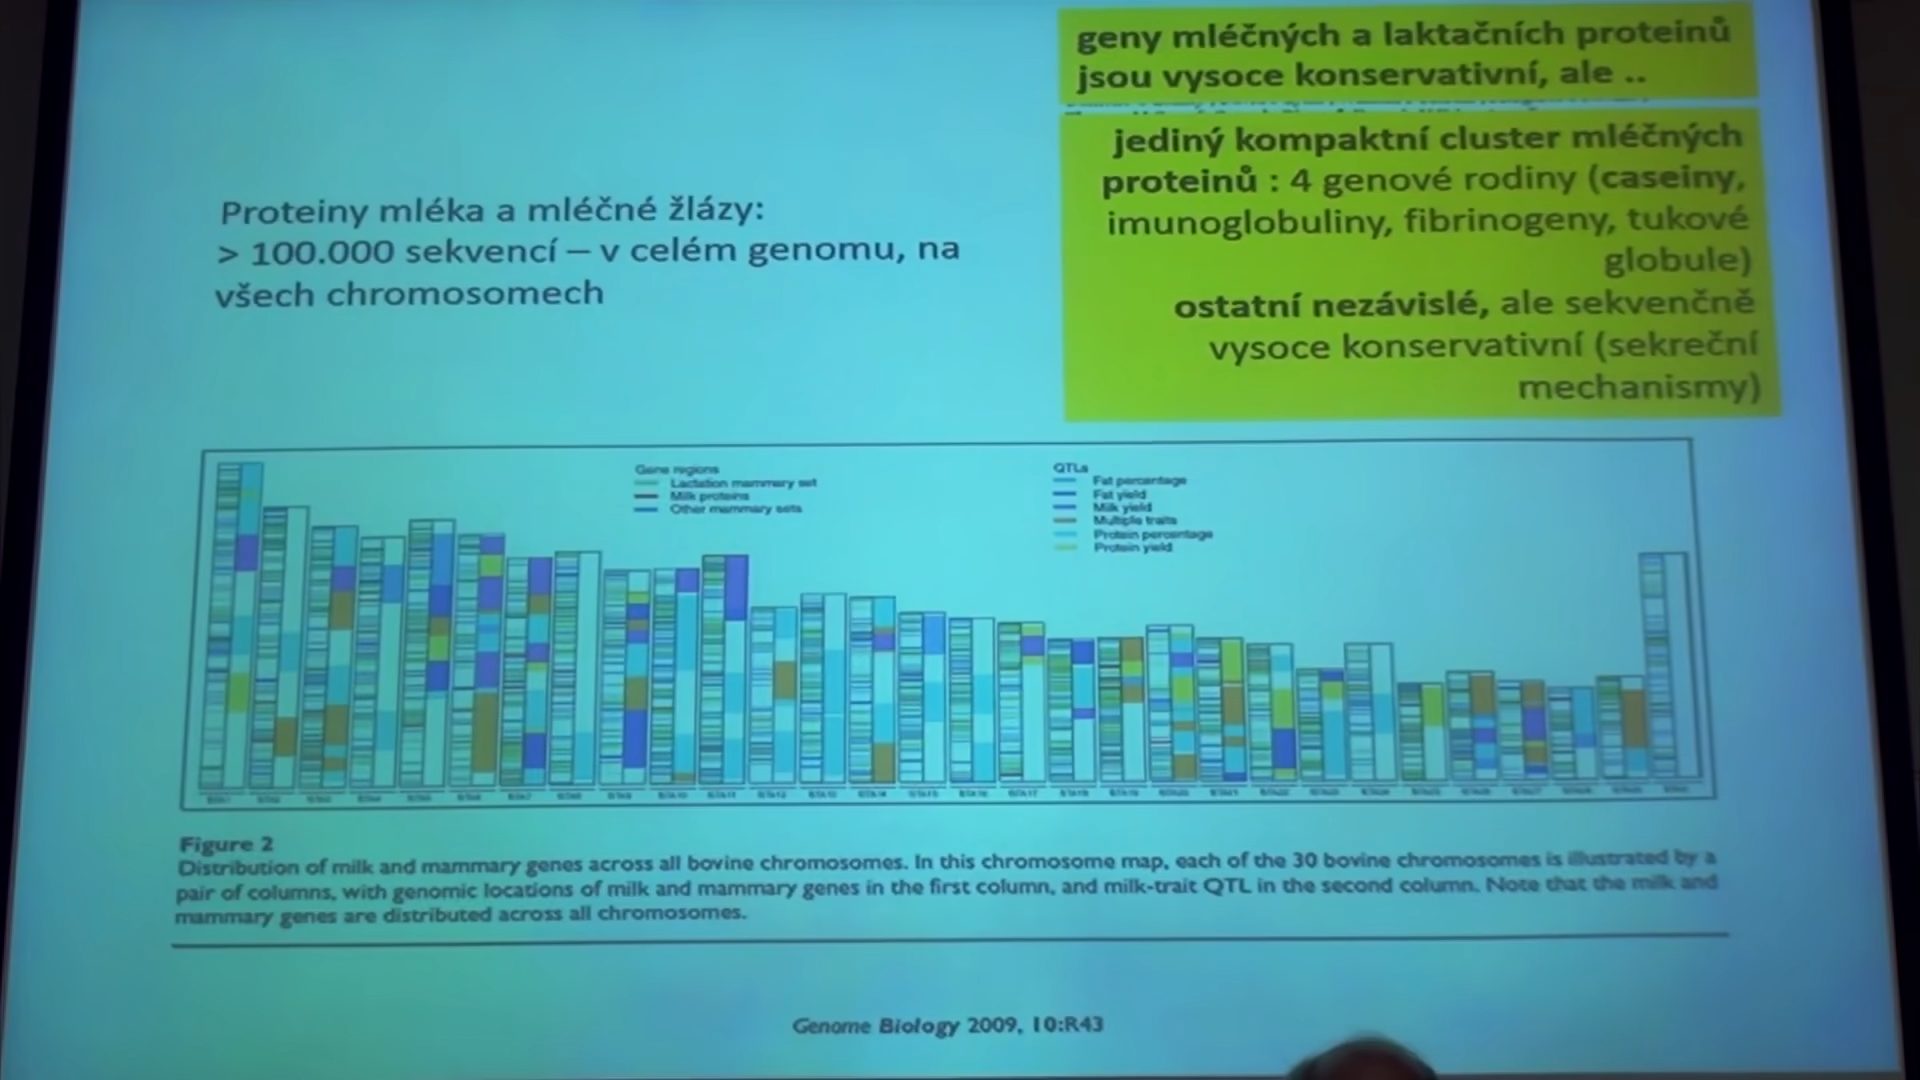 geny mléčných a laktačních proteinů
jsou vysoce konservativní, ale ..
jediný kompaktní cluster mléčných
proteinů : 4 genové rodiny (caseiny,
imunoglobuliny, fibrinogeny, tukové
globule)
ostatní nezávislé, ale sekvenčně
vysoce konservativní (sekreční
mechanismy)
Proteiny mléka a mléčné žlázy:
> 100.000 sekvencí – v celém genomu, na
všech chromosomech
Gene regions
Lactation mammary set
Milk proteins
Other mammary sets
QTLs
Fat percentage
Fat yield
Milk yield
Multiple traits
Protein percentage
Protein yield
Figure 2
Distribution of milk and mammary genes across all bovine chromosomes. In this chromosome map, each of the 30 bovine chromosomes is illustrated by a
pair of columns, with genomic locations of milk and mammary genes in the first column, and milk-trait QTL in the second column. Note that the milk and
mammary genes are distributed across all chromosomes.
Genome Biology 2009, 10:R43